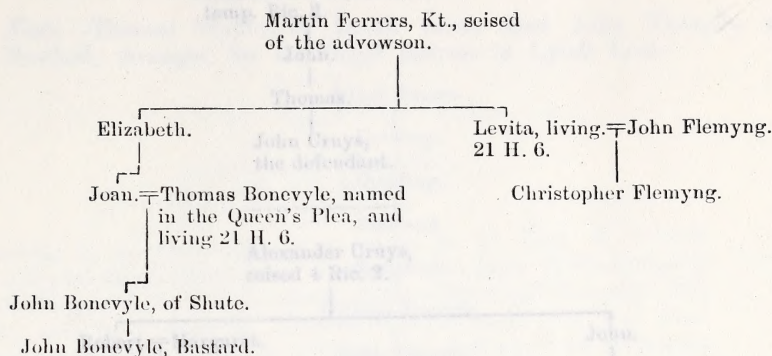 Martin Ferrers, Kt., seised
of the advowson.
Elizabeth.
Levita, living.=John Flemyng.
21 H. 6.
Joan.=Thomas Bonevyle, named
in the Queen's Plea, and
living 21 H. 6.
Christopher Flemyng.
John Bonevyle, of Shute.
John Bonevyle, Bastard.